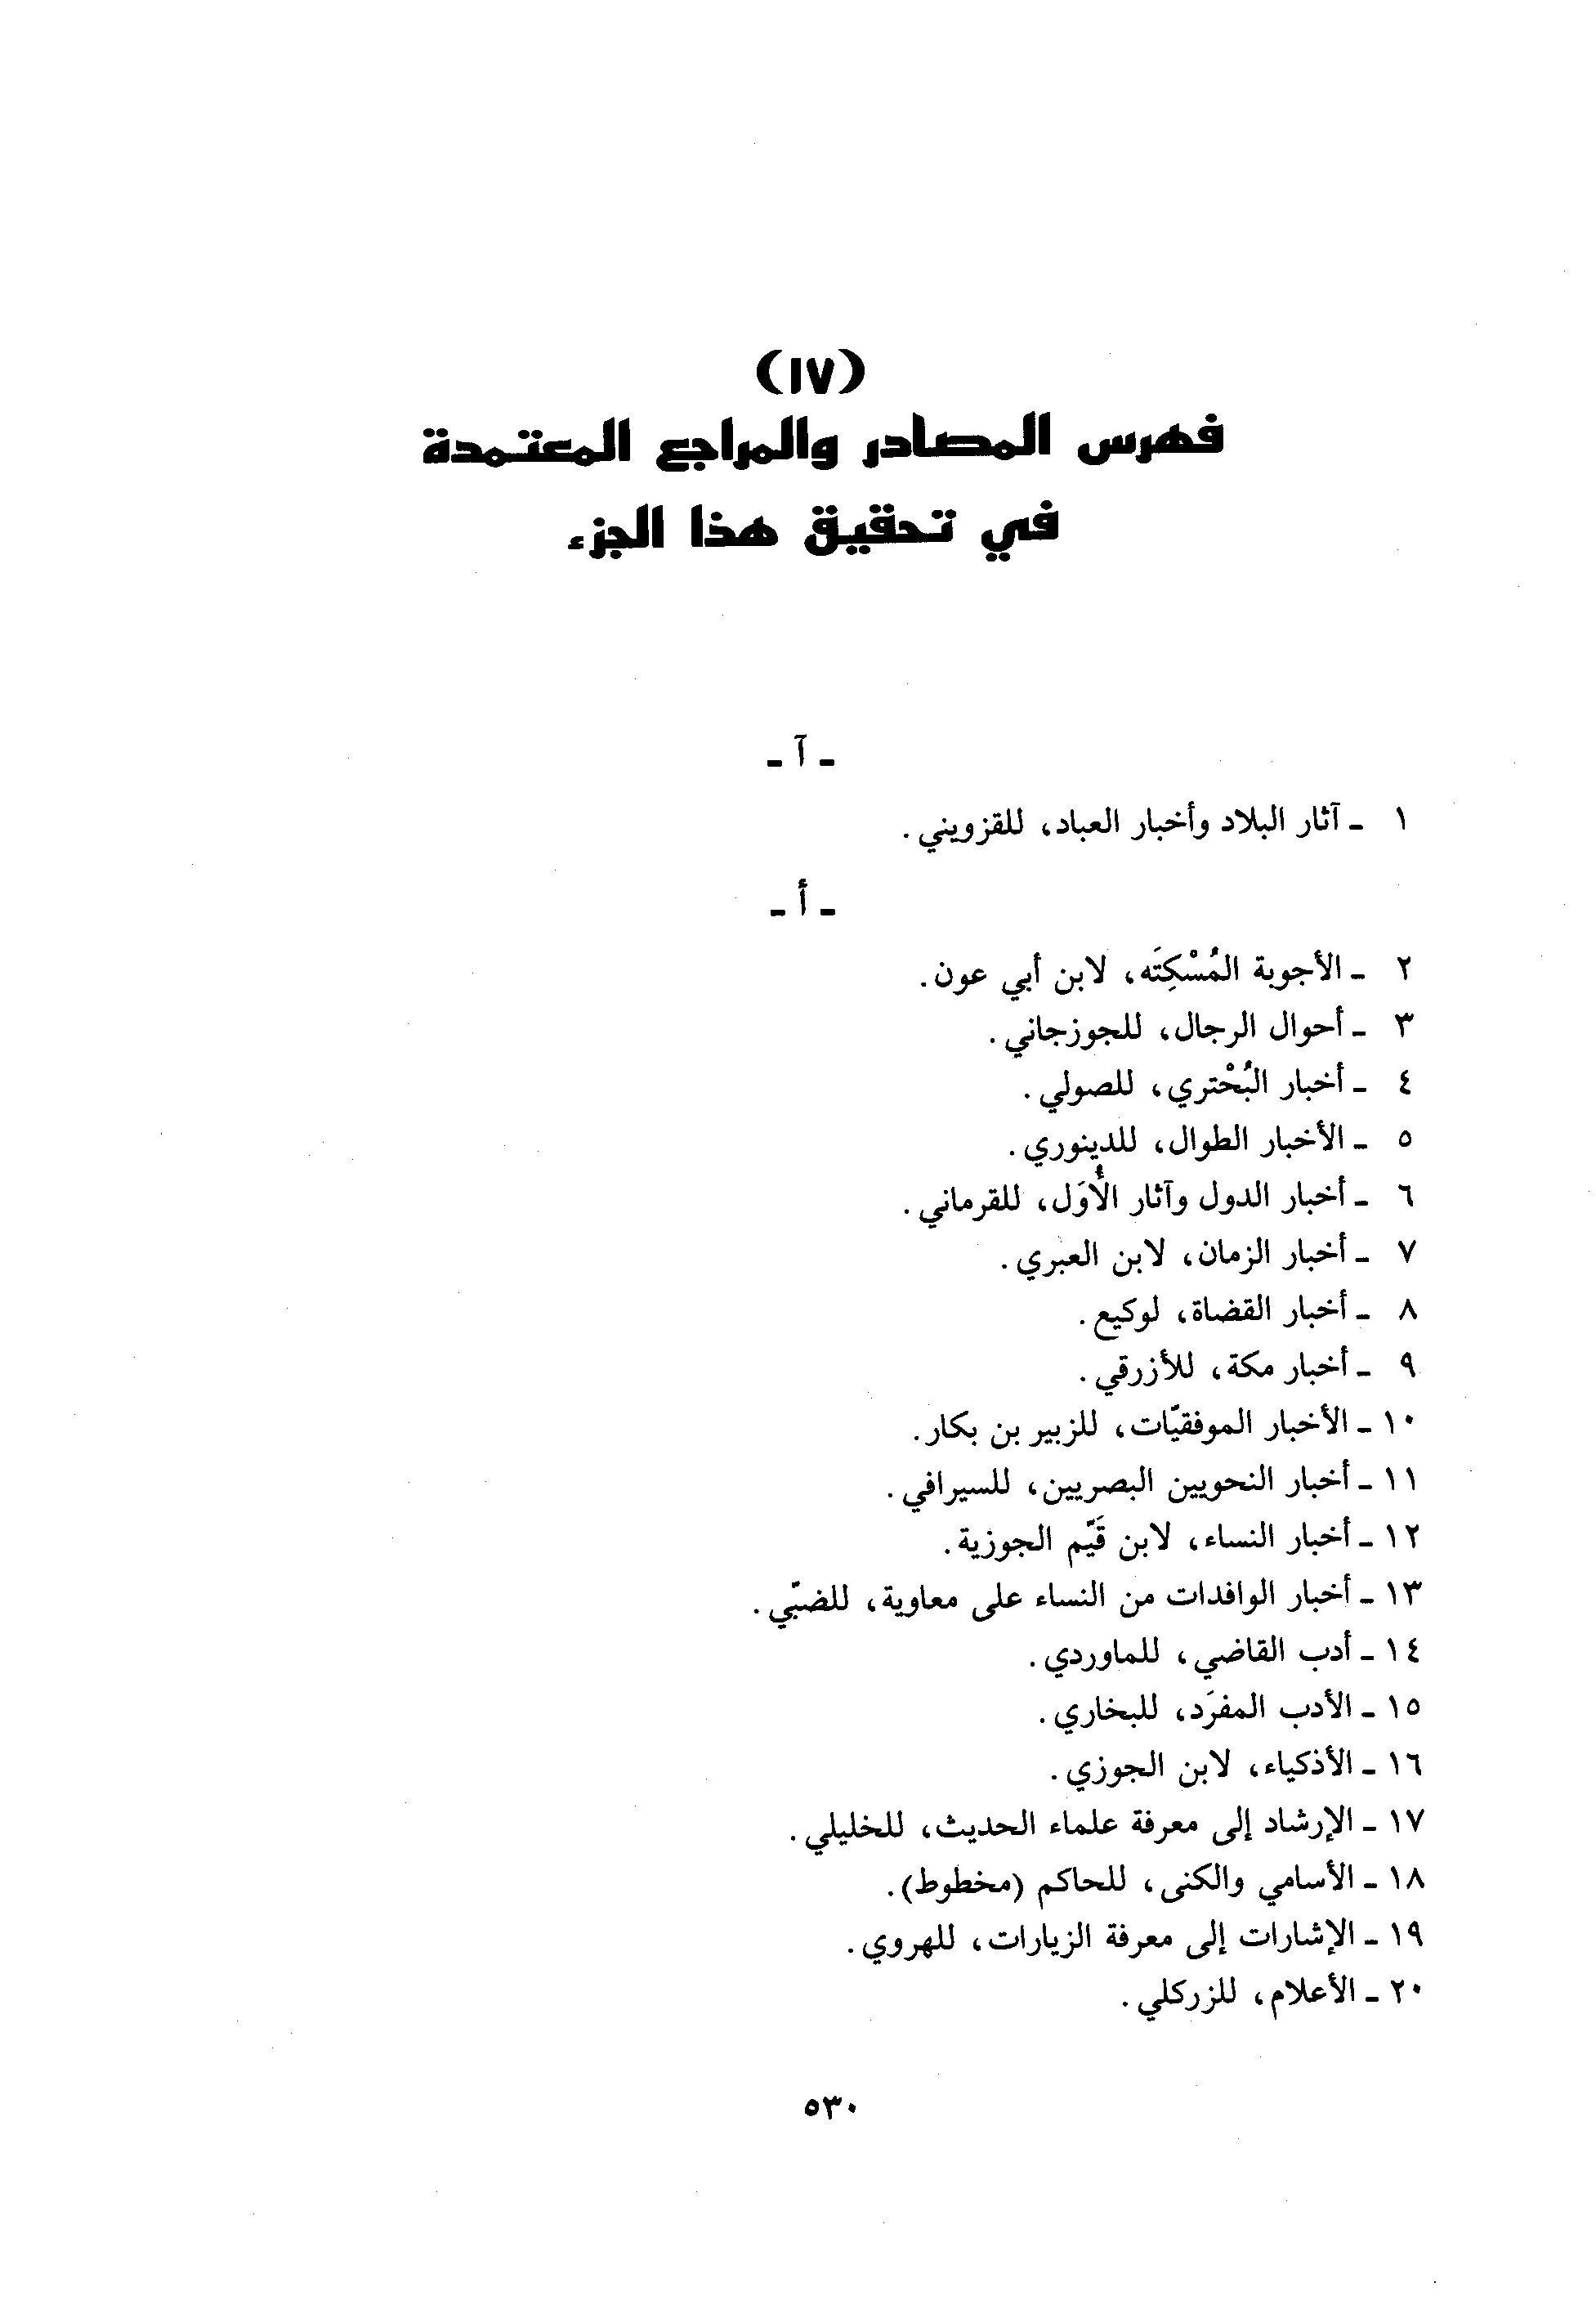 (١٧)
فهرس المصادر والمراجع المعتمدة
في تحقيق هذا الجزء
ـ آ ـ
١ ـ آثار البلاد وأخبار العباد، للقزويني.
ـ أ ـ
٢ ـ الأجوبة المُسْكِتَه، لابن أبي عون.
٣ ـ أحوال الرجال، للجوزجاني.
٤ ـ أخبار البُحْتري، للصولي.
٥ ـ الأخبار الطوال، للدينوري.
٦ ـ أخبار الدول وآثار الأُوَل، للقرماني.
٧ ـ أخبار الزمان، لابن العبري.
٨ ـ أخبار القضاة، لوكيع.
٩ ـ أخبار مكة، للأزرقي.
١٠ ـ الأخبار الموفقيّات، للزبير بن بكار.
١١ ـ أخبار النحويين البصريين، للسيرافي.
١٢ ـ أخبار النساء، لابن قَيّم الجوزية.
١٣ ـ أخبار الوافدات من النساء على معاوية، للضبّي.
١٤ ـ أدب القاضي، للماوردي.
١٥ ـ الأدب المفرَد، للبخاري.
١٦ ـ الأذكياء، لابن الجوزي.
١٧ ـ الإرشاد إلى معرفة علماء الحديث، للخليلي.
١٨ ـ الأسامي والكنى، للحاكم (مخطوط).
١٩ ـ الإشارات إلى معرفة الزيارات، للهروي.
٢٠ ـ الأعلام، للزركلي.
٥٣٠